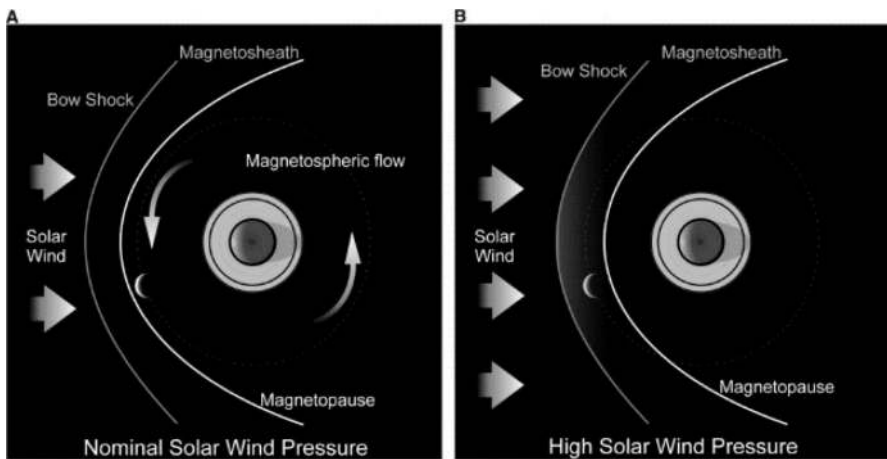 A
Magnetosheath
Bow Shock
Magnetospheric flow
Solar
Wind
Magnetopause
Nominal Solar Wind Pressure
B
Magnetosheath
Bow Shock
Solar
Wind
Magnetopause
High Solar Wind Pressure